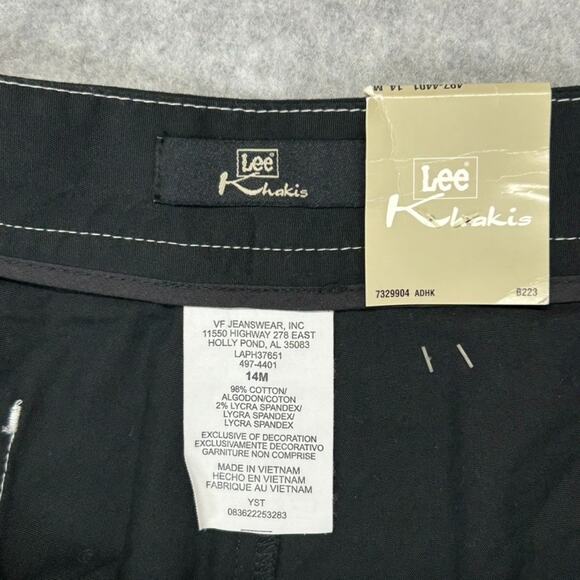 497-4401 14 M
Lee®
Khakis
Lee®
Khakis
7329904 ADHK B223
VF JEANSWEAR, INC
11550 HIGHWAY 278 EAST
HOLLY POND, AL 35083
LAPH37651
497-4401
14M
98% COTTON/
ALGODON/COTON
2% LYCRA SPANDEX/
LYCRA SPANDEX/
LYCRA SPANDEX
EXCLUSIVE OF DECORATION
EXCLUSIVAMENTE DECORATIVO
GARNITURE NON COMPRISE
MADE IN VIETNAM
HECHO EN VIETNAM
FABRIQUE AU VIETNAM
YST
083622253283